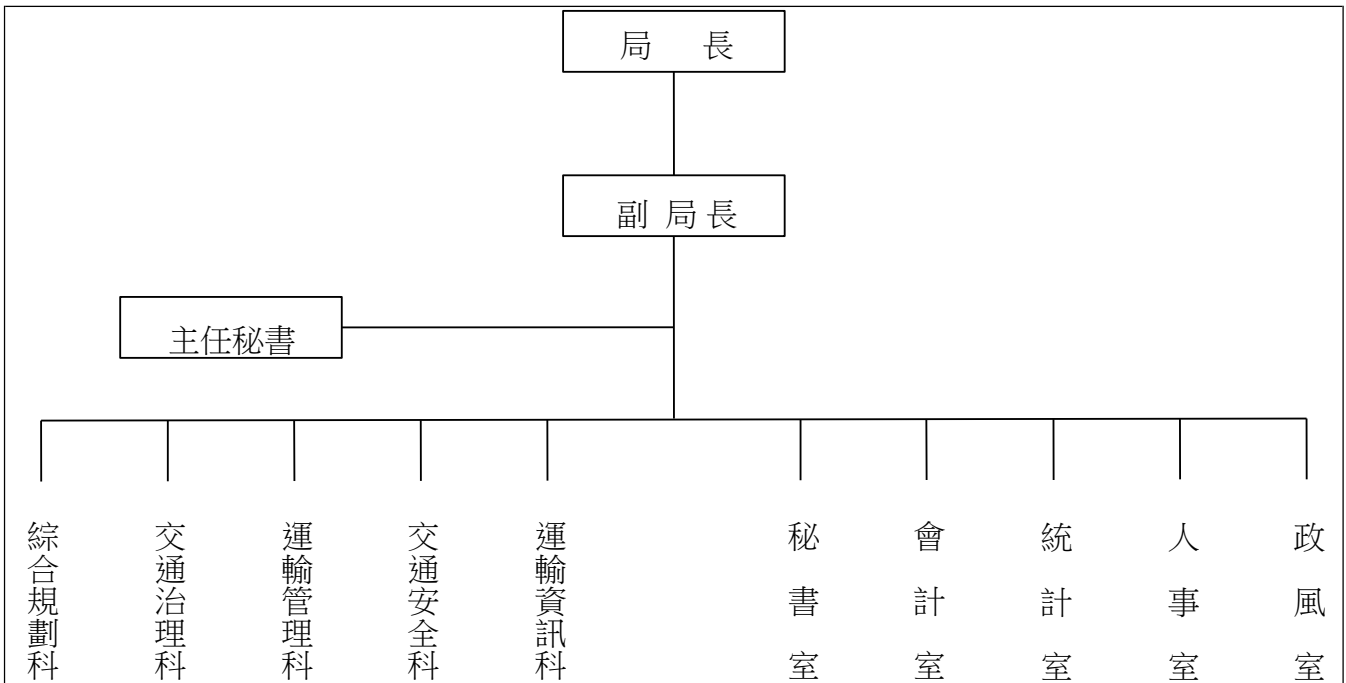 局 長
副 局 長
主任秘書
綜合規劃科
交通治理科
運輸管理科
交通安全科
運輸資訊科
秘書室
會計室
統計室
人事室
政風室